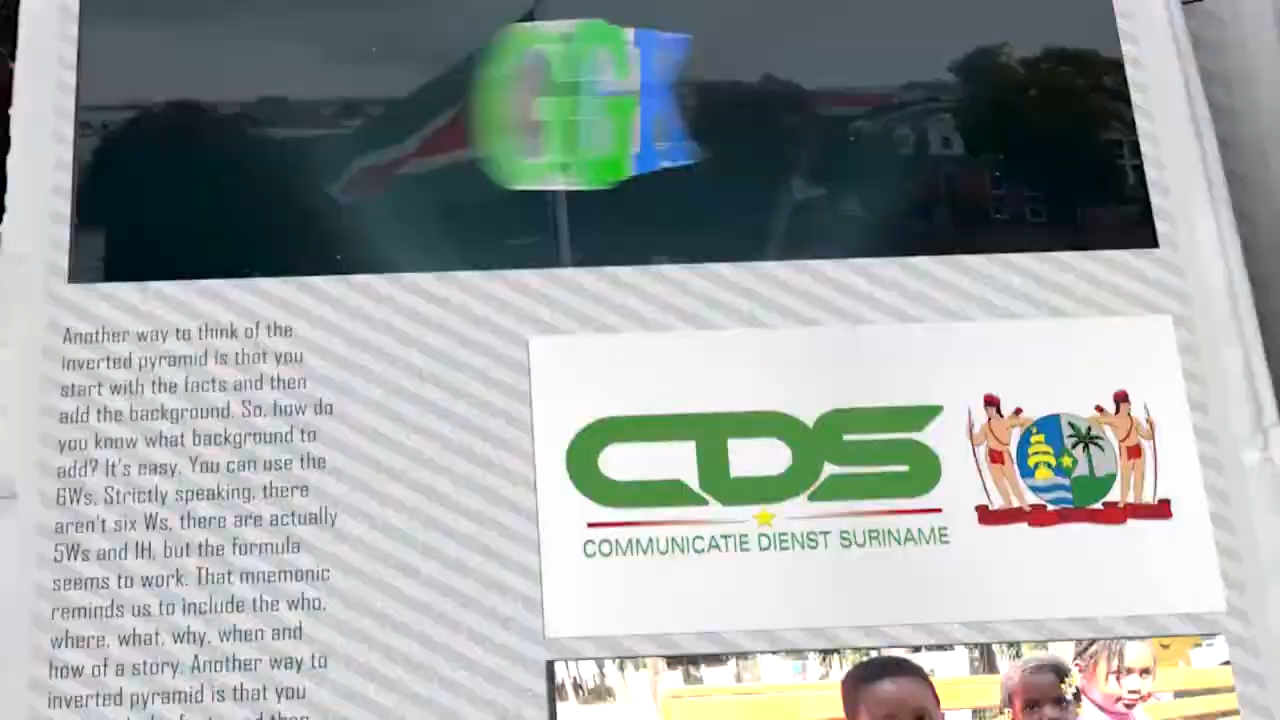 GGK
Another way to think of the
inverted pyramid is that you
start with the facts and then
add the background. So, how do
you know what background to
add? It's easy. You can use the
6Ws. Strictly speaking, there
aren't six Ws, there are actually
5Ws and 1H, but the formula
seems to work. That mnemonic
reminds us to include the who,
where, what, why, when and
how of a story. Another way to
inverted pyramid is that you
CDS
COMMUNICATIE DIENST SURINAME